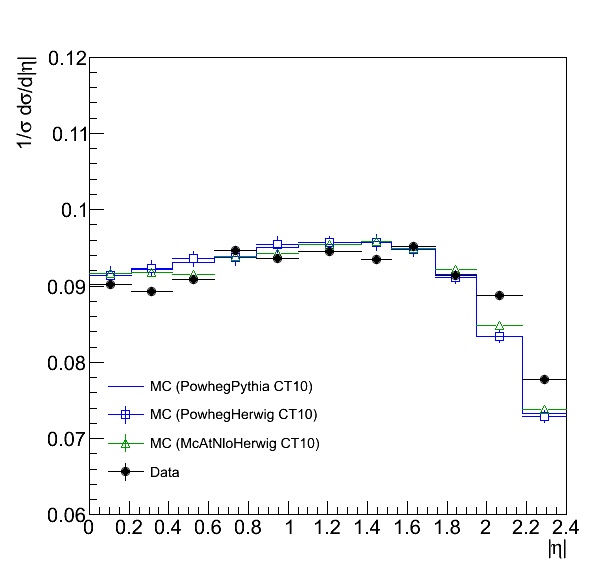 1/σ dσ/d|η|
0.12
0.11
0.1
0.09
0.08
0.07
0.06
MC (PowhegPythia CT10)
MC (PowhegHerwig CT10)
MC (McAtNloHerwig CT10)
Data
0 0.2 0.4 0.6 0.8 1 1.2 1.4 1.6 1.8 2 2.2 2.4
|η|